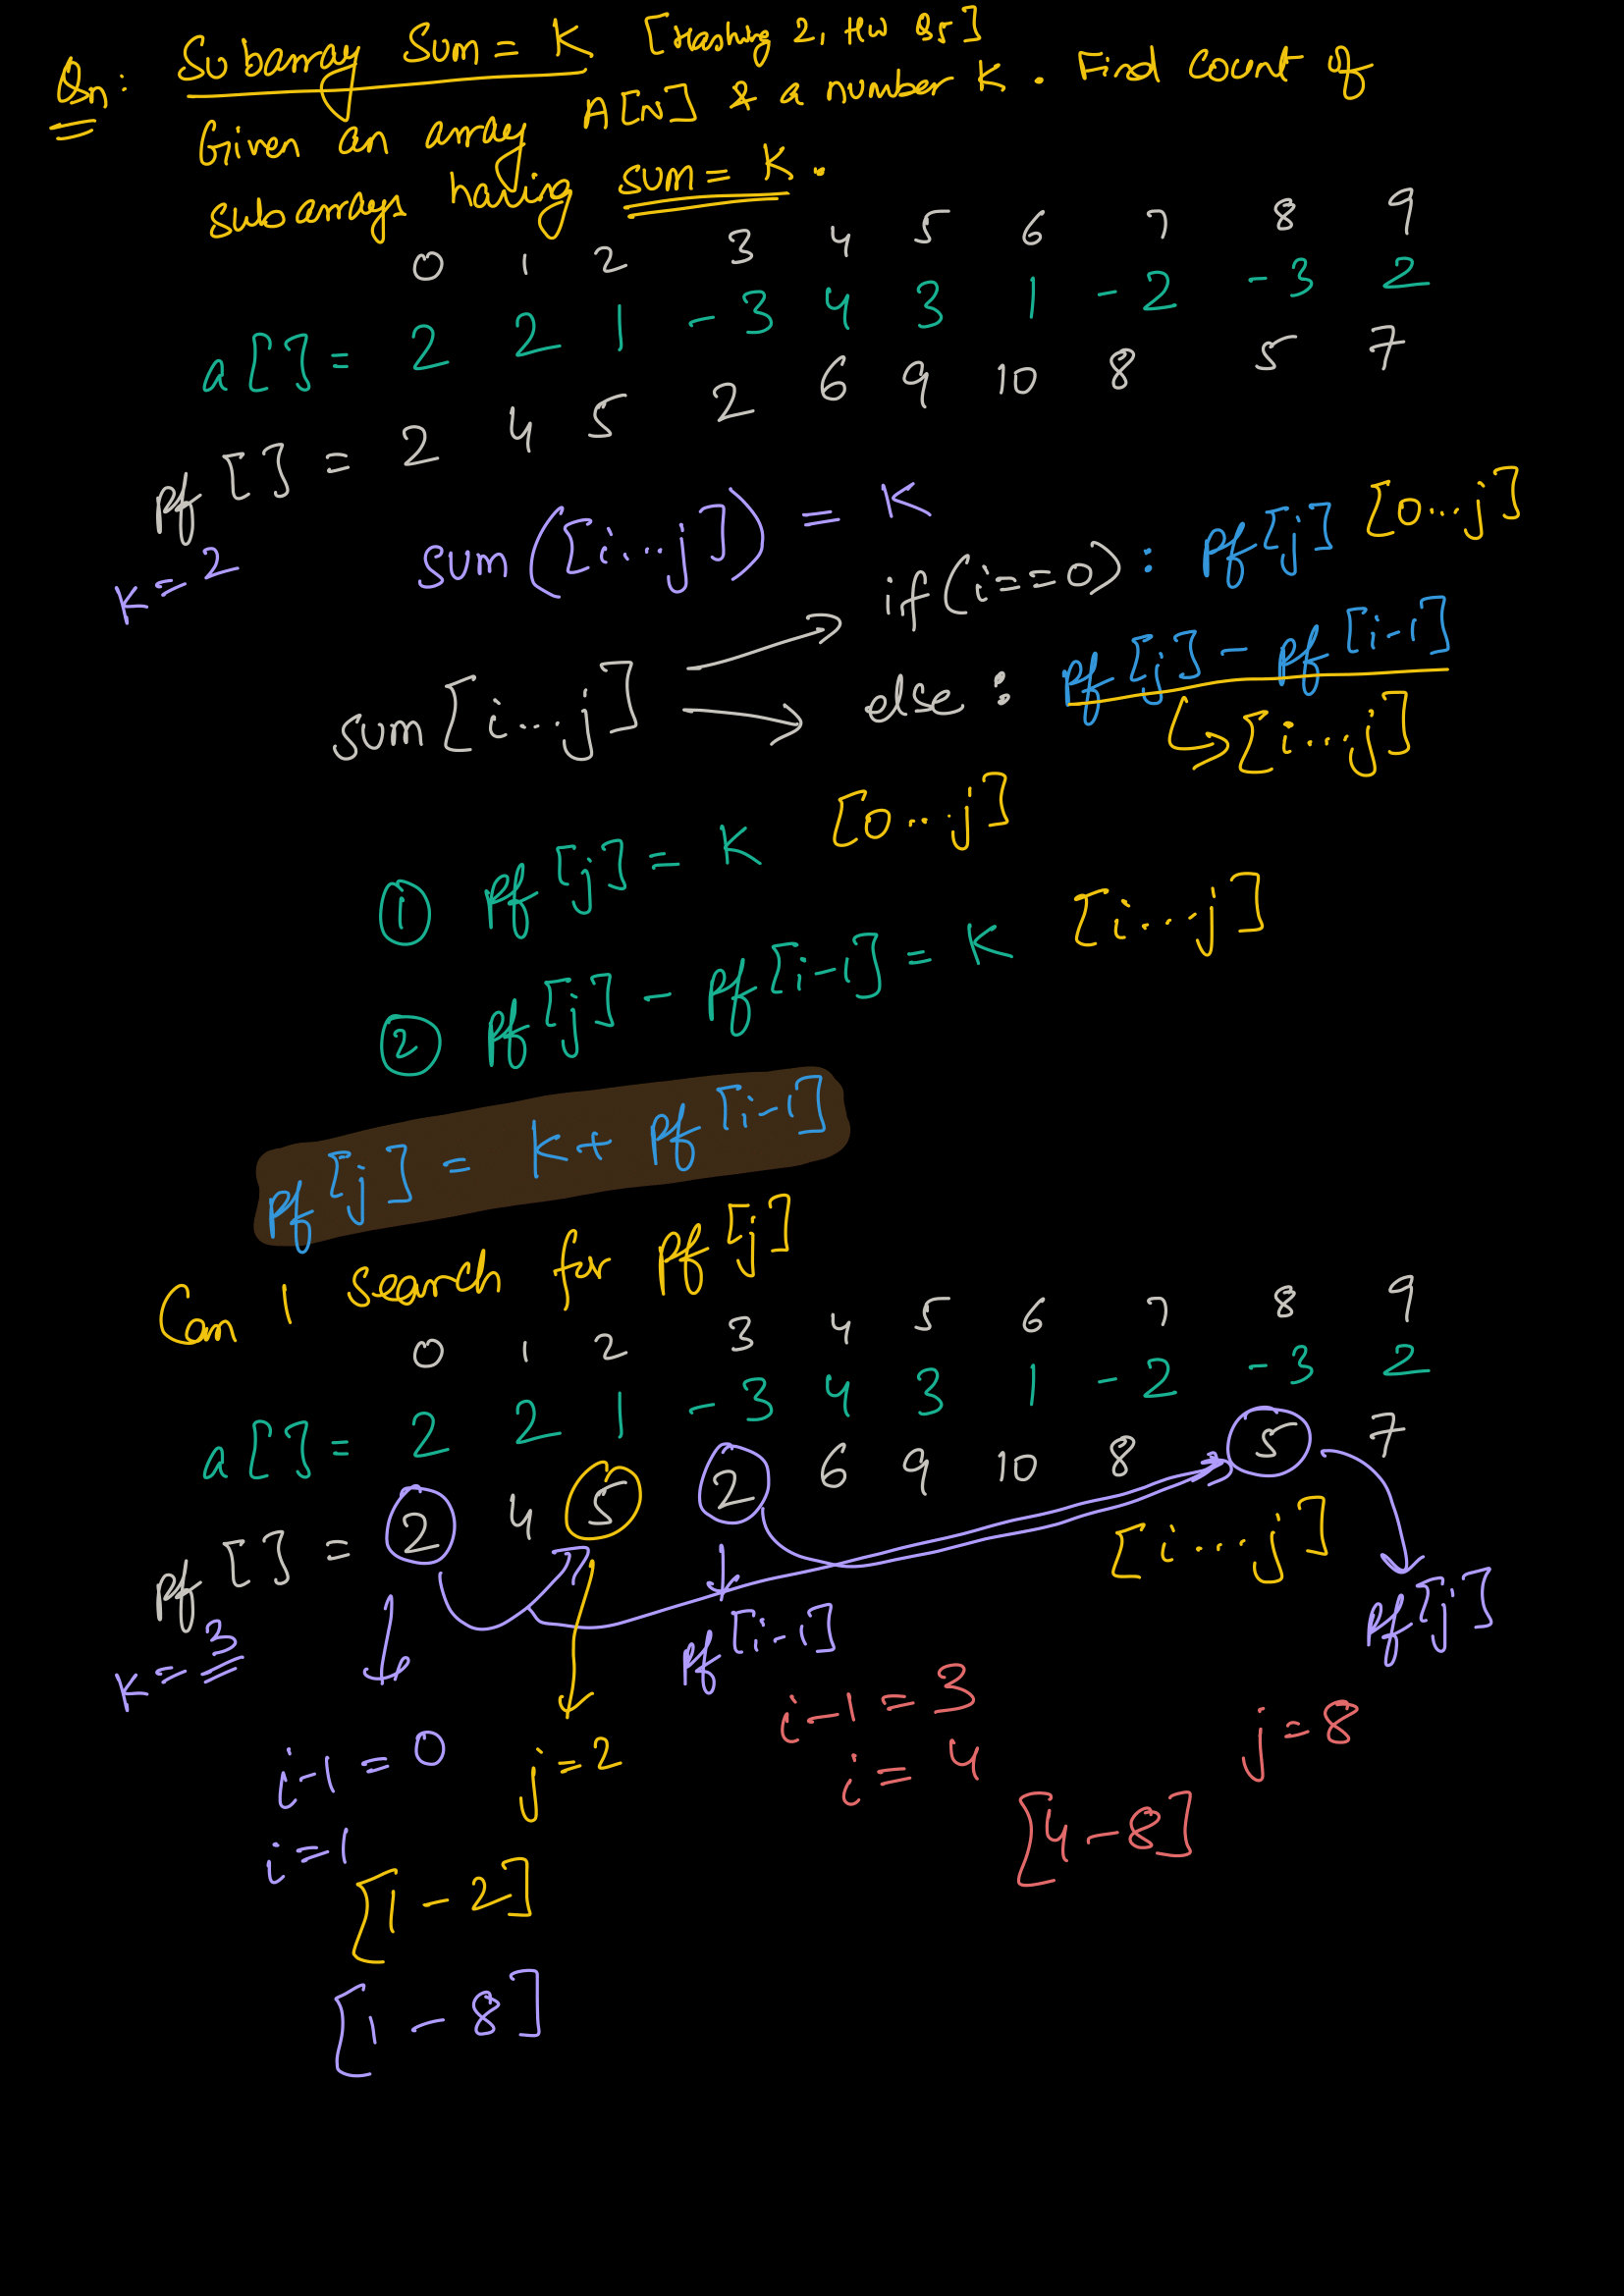 Qn: Subarray Sum = K [Hashing 2, HW Q5]
Given an array A[N] & a number K. Find count of
subarrays having sum = K.
0 1 2 3 4 5 6 7 8 9
a[] = 2 2 1 -3 4 3 1 -2 -3 2
pf[] = 2 4 5 2 6 9 10 8 5 7
K = 2
sum([i...j]) = K
if(i==0): pf[j] [0...j]
sum[i...j]
else: pf[j] - pf[i-1]
[i...j]
① pf[j] = K [0...j]
② pf[j] - pf[i-1] = K [i...j]
pf[j] = K + pf[i-1]
Can I search for pf[j]
0 1 2 3 4 5 6 7 8 9
a[] = 2 2 1 -3 4 3 1 -2 -3 2
pf[] = 2 4 5 2 6 9 10 8 5 7
[i...j]
K = 3
pf[i-1] pf[j]
i-1 = 0 j = 2 i-1 = 3 j = 8
i = 1 i = 4
[1-2] [4-8]
[1-8]